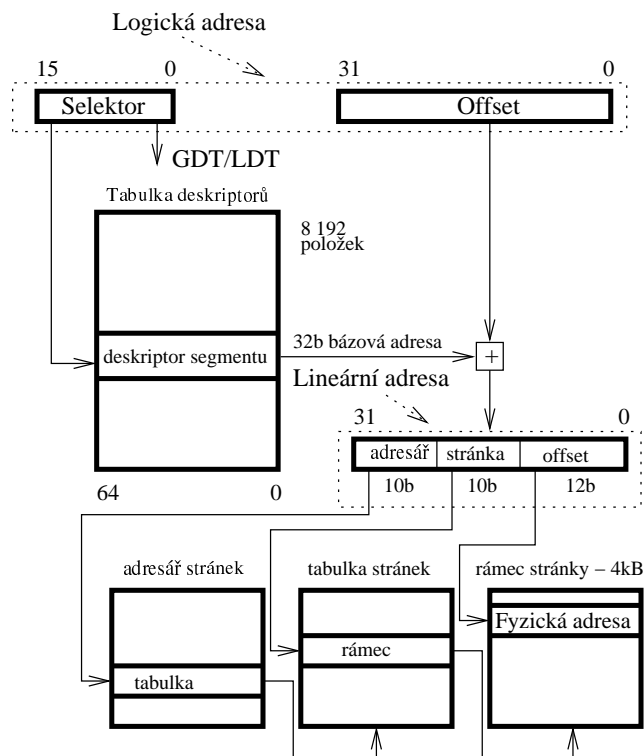 Logická adresa
15 0 31 0
Selektor Offset
GDT/LDT
Tabulka deskriptorů
8 192
položek
deskriptor segmentu
32b bázová adresa
+
Lineární adresa
31 0
adresář stránka offset
64 0
10b 10b 12b
adresář stránek tabulka stránek rámec stránky – 4kB
Fyzická adresa
rámec
tabulka